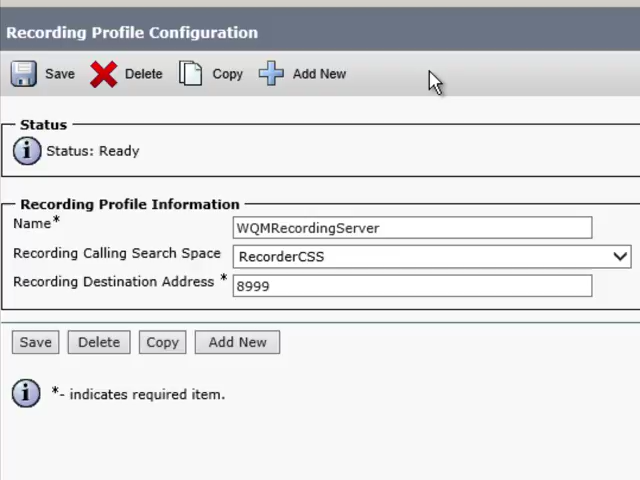 Recording Profile Configuration
Save Delete Copy Add New
Status
Status: Ready
Recording Profile Information
Name* WQMRecordingServer
Recording Calling Search Space RecorderCSS
Recording Destination Address * 8999
Save Delete Copy Add New
*- indicates required item.